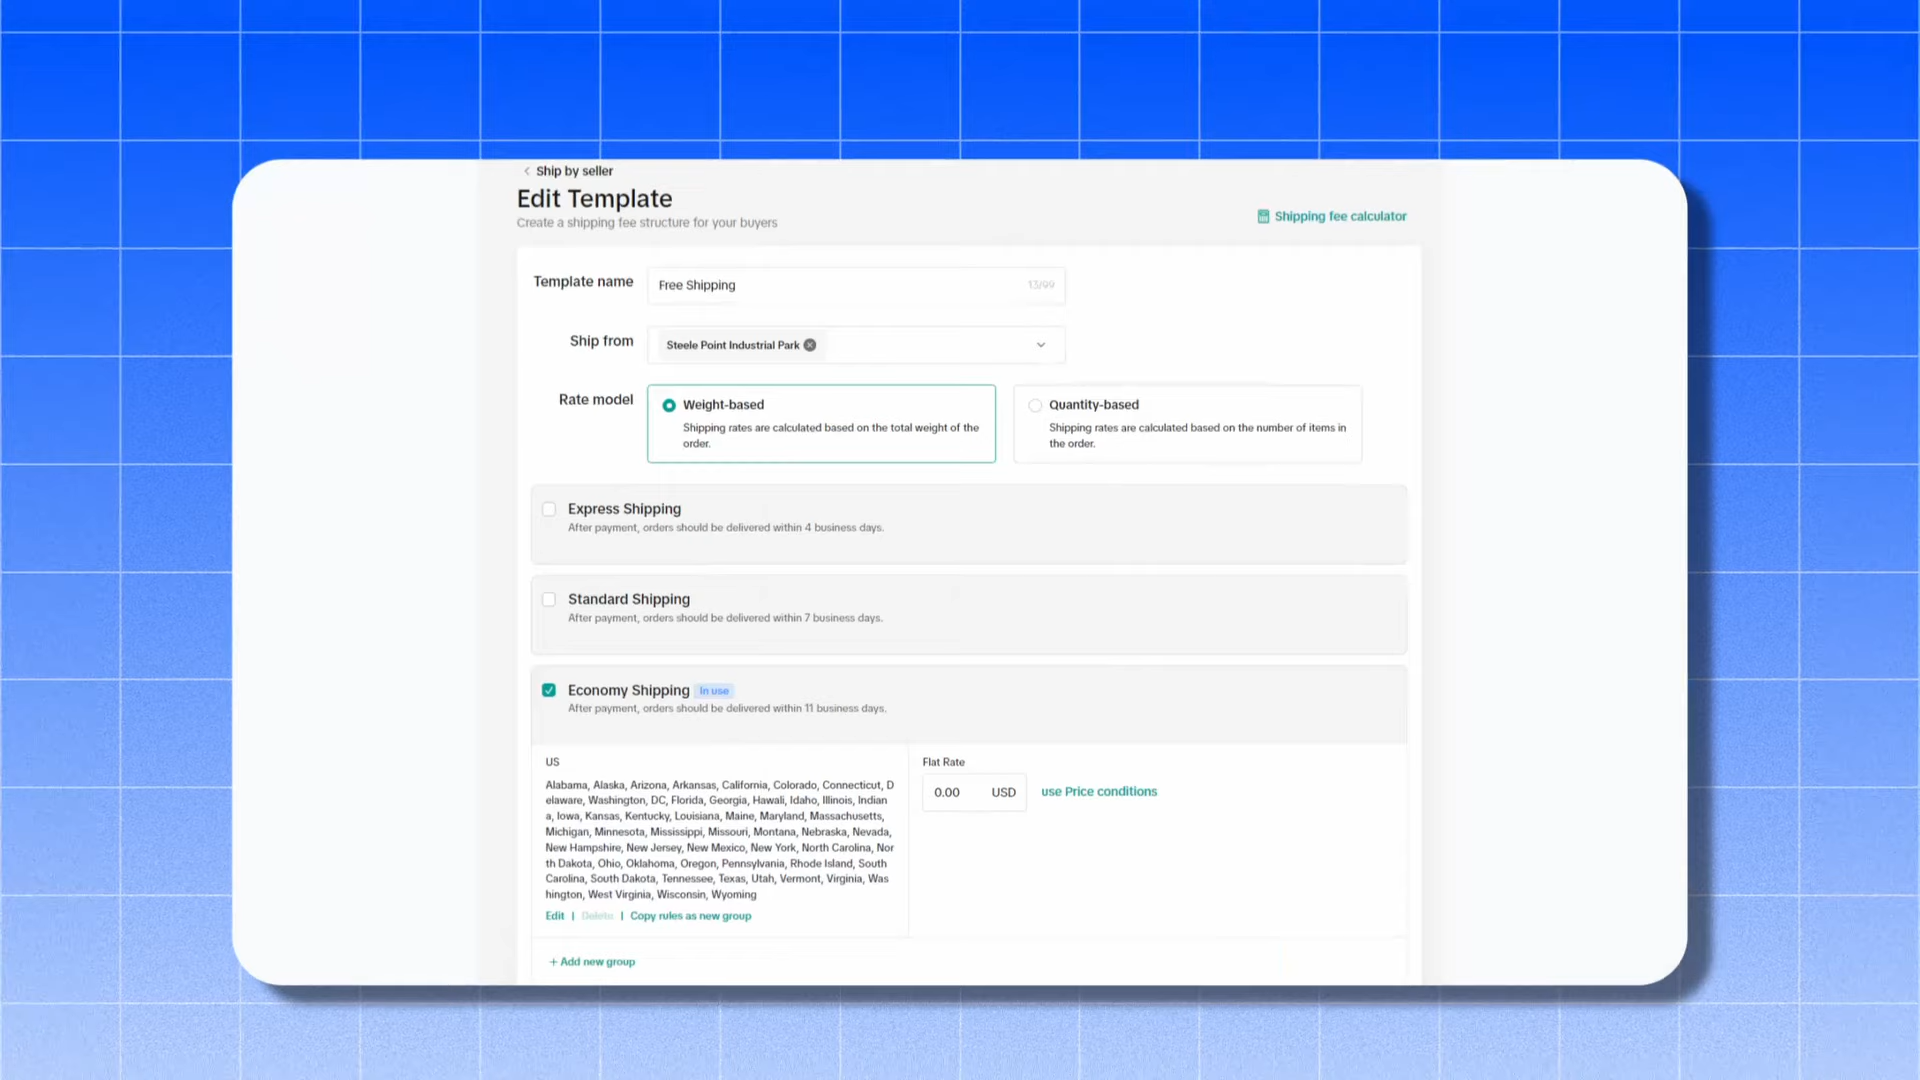 Ship by seller
Edit Template
Create a shipping fee structure for your buyers
Shipping fee calculator
Template name
Free Shipping
13/99
Ship from
Steele Point Industrial Park
Rate model
Weight-based
Shipping rates are calculated based on the total weight of the
order.
Quantity-based
Shipping rates are calculated based on the number of items in
the order.
Express Shipping
After payment, orders should be delivered within 4 business days.
Standard Shipping
After payment, orders should be delivered within 7 business days.
Economy Shipping In use
After payment, orders should be delivered within 11 business days.
US
Alabama, Alaska, Arizona, Arkansas, California, Colorado, Connecticut, D
elaware, Washington, DC, Florida, Georgia, Hawaii, Idaho, Illinois, Indian
a, Iowa, Kansas, Kentucky, Louisiana, Maine, Maryland, Massachusetts,
Michigan, Minnesota, Mississippi, Missouri, Montana, Nebraska, Nevada,
New Hampshire, New Jersey, New Mexico, New York, North Carolina, Nor
th Dakota, Ohio, Oklahoma, Oregon, Pennsylvania, Rhode Island, South
Carolina, South Dakota, Tennessee, Texas, Utah, Vermont, Virginia, Was
hington, West Virginia, Wisconsin, Wyoming
Edit | Delete | Copy rules as new group
Flat Rate
0.00 USD
use Price conditions
+ Add new group